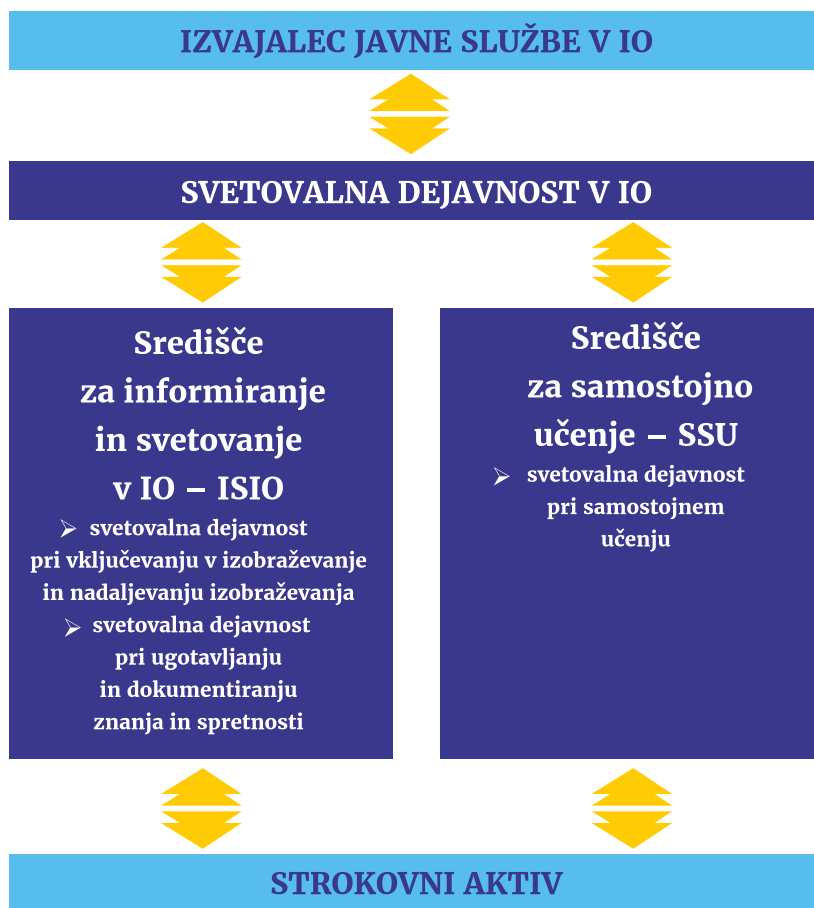 IZVAJALEC JAVNE SLUŽBE V IO
SVETOVALNA DEJAVNOST V IO
Središče
za informiranje
in svetovanje
v IO – ISIO
➢ svetovalna dejavnost
pri vključevanju v izobraževanje
in nadaljevanju izobraževanja
➢ svetovalna dejavnost
pri ugotavljanju
in dokumentiranju
znanja in spretnosti
Središče
za samostojno
učenje – SSU
➢ svetovalna dejavnost
pri samostojnem
učenju
STROKOVNI AKTIV